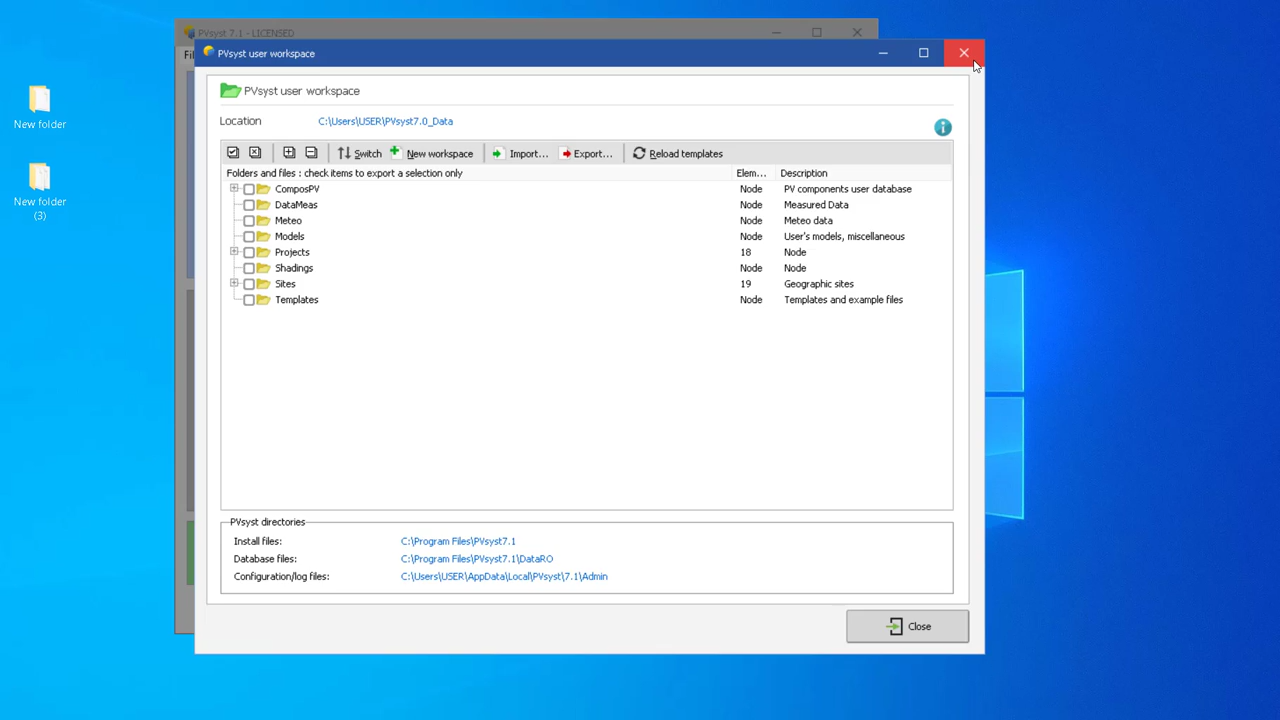 PVsyst 7.1 - LICENSED
Fil
PVsyst user workspace
PVsyst user workspace
Location C:\Users\USER\PVsyst7.0_Data
Switch New workspace Import... Export... Reload templates
Folders and files : check items to export a selection only Elem... Description
ComposPV Node PV components user database
DataMeas Node Measured Data
Meteo Node Meteo data
Models Node User's models, miscellaneous
Projects 18 Node
Shadings Node Node
Sites 19 Geographic sites
Templates Node Templates and example files
PVsyst directories
Install files: C:\Program Files\PVsyst7.1
Database files: C:\Program Files\PVsyst7.1\DataRO
Configuration/log files: C:\Users\USER\AppData\Local\PVsyst\7.1\Admin
Close
New folder
New folder
(3)